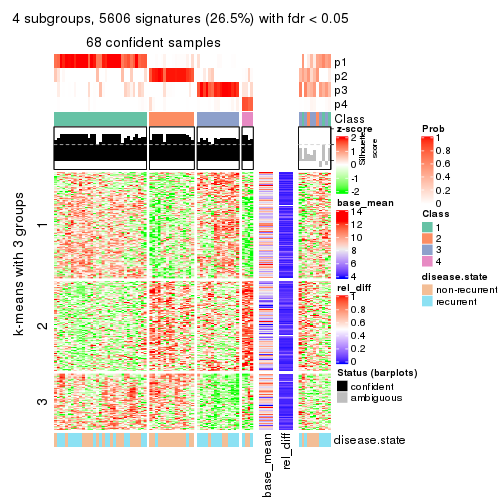 4 subgroups, 5606 signatures (26.5%) with fdr < 0.05
68 confident samples
p1
p2
p3
p4
Class
Silhouette
score
k-means with 3 groups
1
2
3
base_mean
rel_diff
disease.state
z-score
2
1
0
-1
-2
base_mean
14
12
10
8
6
4
rel_diff
1
0.8
0.6
0.4
0.2
0
Status (barplots)
confident
ambiguous
Prob
1
0.8
0.6
0.4
0.2
0
Class
1
2
3
4
disease.state
non-recurrent
recurrent